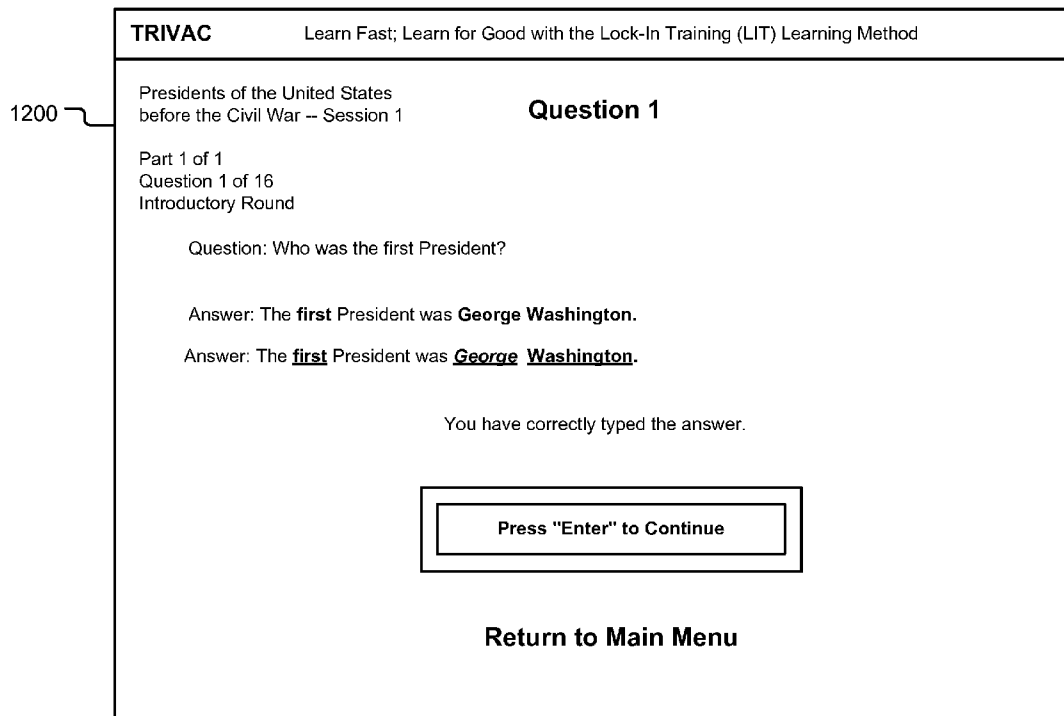 TRIVAC Learn Fast; Learn for Good with the Lock-In Training (LIT) Learning Method
1200
Presidents of the United States
before the Civil War -- Session 1
Question 1
Part 1 of 1
Question 1 of 16
Introductory Round
Question: Who was the first President?
Answer: The first President was George Washington.
Answer: The first President was George Washington.
You have correctly typed the answer.
Press "Enter" to Continue
Return to Main Menu